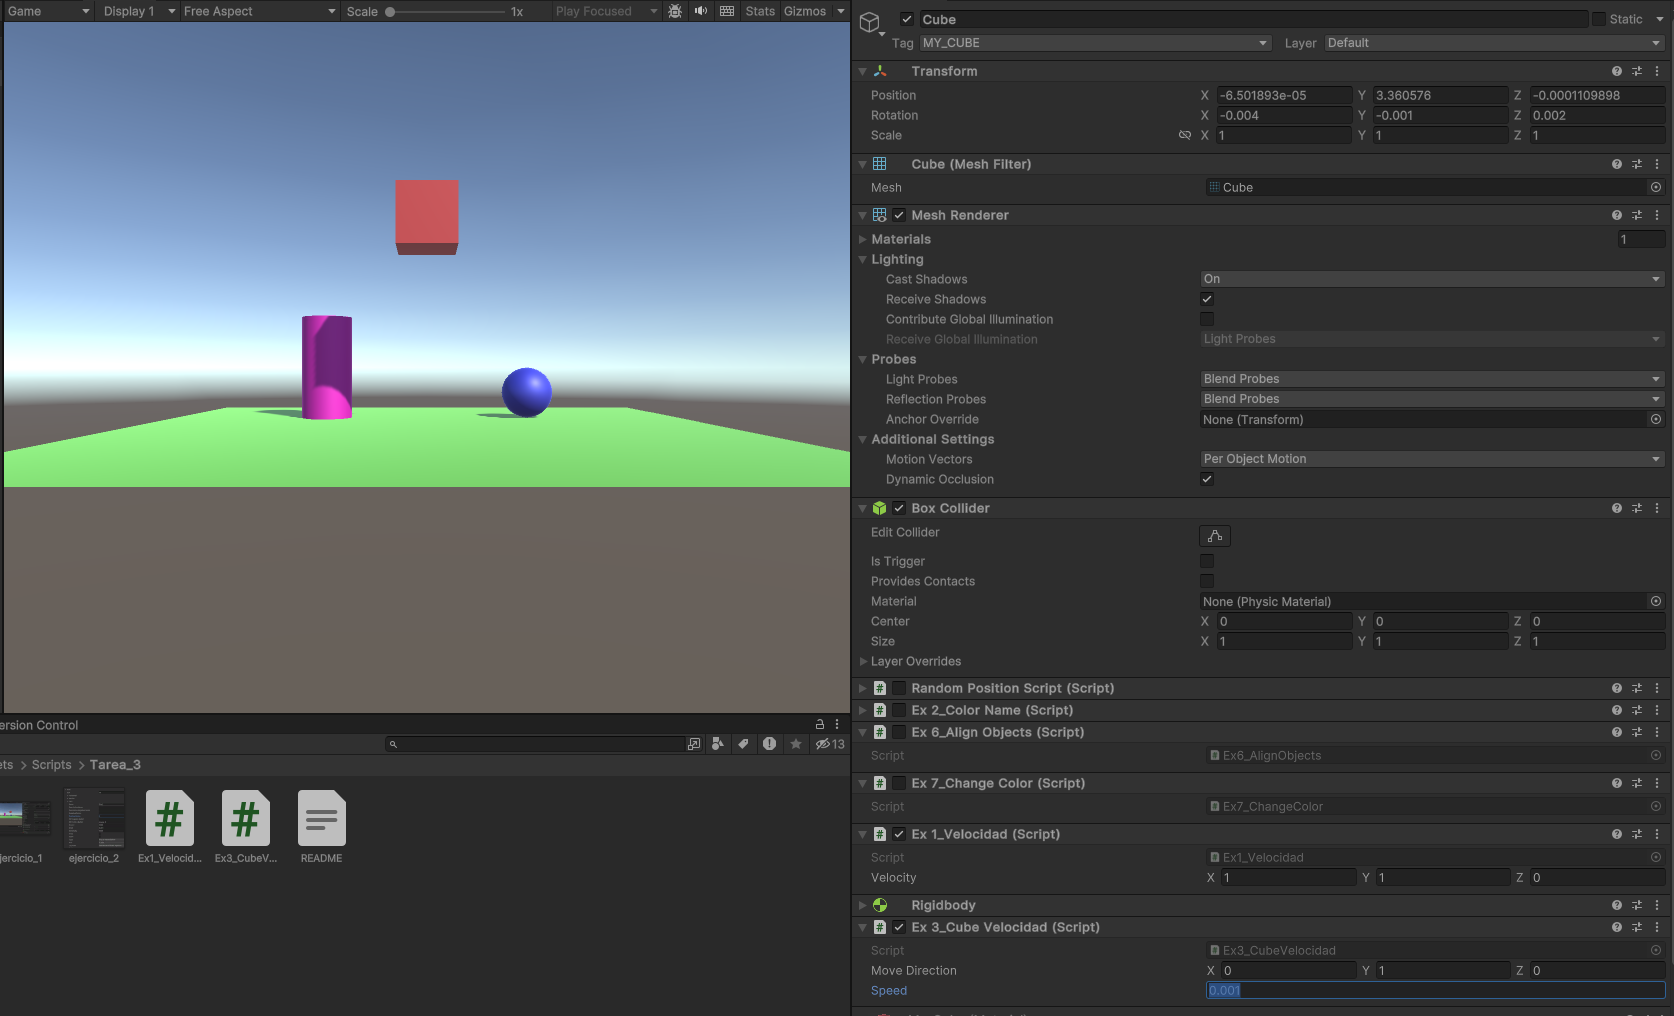 Game Display 1 Free Aspect Scale 1x Play Focused Stats Gizmos
Cube Static
Tag MY_CUBE Layer Default
Transform
Position X -6.501893e-05 Y 3.360576 Z -0.0001109898
Rotation X -0.004 Y -0.001 Z 0.002
Scale X 1 Y 1 Z 1
Cube (Mesh Filter)
Mesh Cube
Mesh Renderer
Materials 1
Lighting
Cast Shadows On
Receive Shadows
Contribute Global Illumination
Receive Global Illumination Light Probes
Probes
Light Probes Blend Probes
Reflection Probes Blend Probes
Anchor Override None (Transform)
Additional Settings
Motion Vectors Per Object Motion
Dynamic Occlusion
Box Collider
Edit Collider
Is Trigger
Provides Contacts
Material None (Physic Material)
Center X 0 Y 0 Z 0
Size X 1 Y 1 Z 1
Layer Overrides
Random Position Script (Script)
Ex 2_Color Name (Script)
Ex 6_Align Objects (Script)
Script # Ex6_AlignObjects
Ex 7_Change Color (Script)
Script # Ex7_ChangeColor
Ex 1_Velocidad (Script)
Script # Ex1_Velocidad
Velocity X 1 Y 1 Z 0
Rigidbody
Ex 3_Cube Velocidad (Script)
Script # Ex3_CubeVelocidad
Move Direction X 0 Y 1 Z 0
Speed 0.001
ersion Control
13
ets > Scripts > Tarea_3
jercicio_1 ejercicio_2 Ex1_Velocid... Ex3_CubeV... README